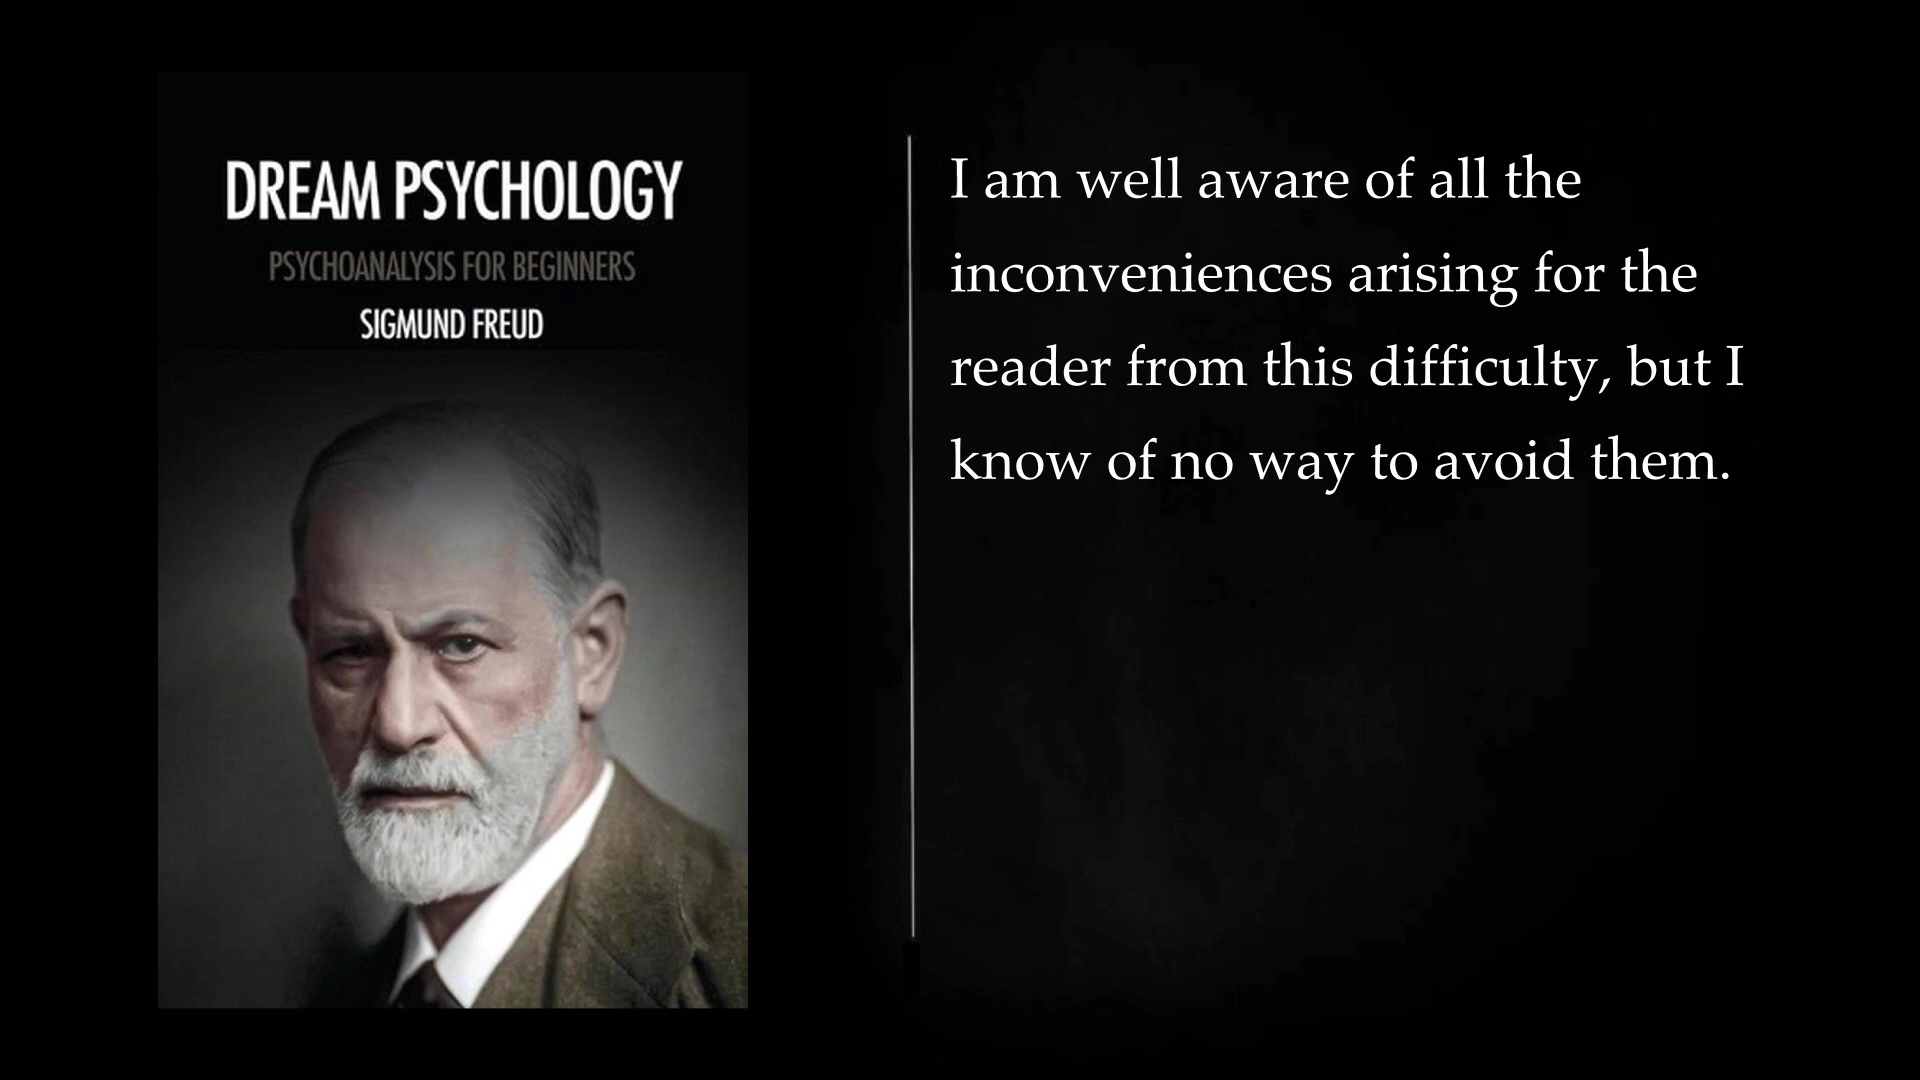 DREAM PSYCHOLOGY
PSYCHOANALYSIS FOR BEGINNERS
SIGMUND FREUD
I am well aware of all the
inconveniences arising for the
reader from this difficulty, but I
know of no way to avoid them.